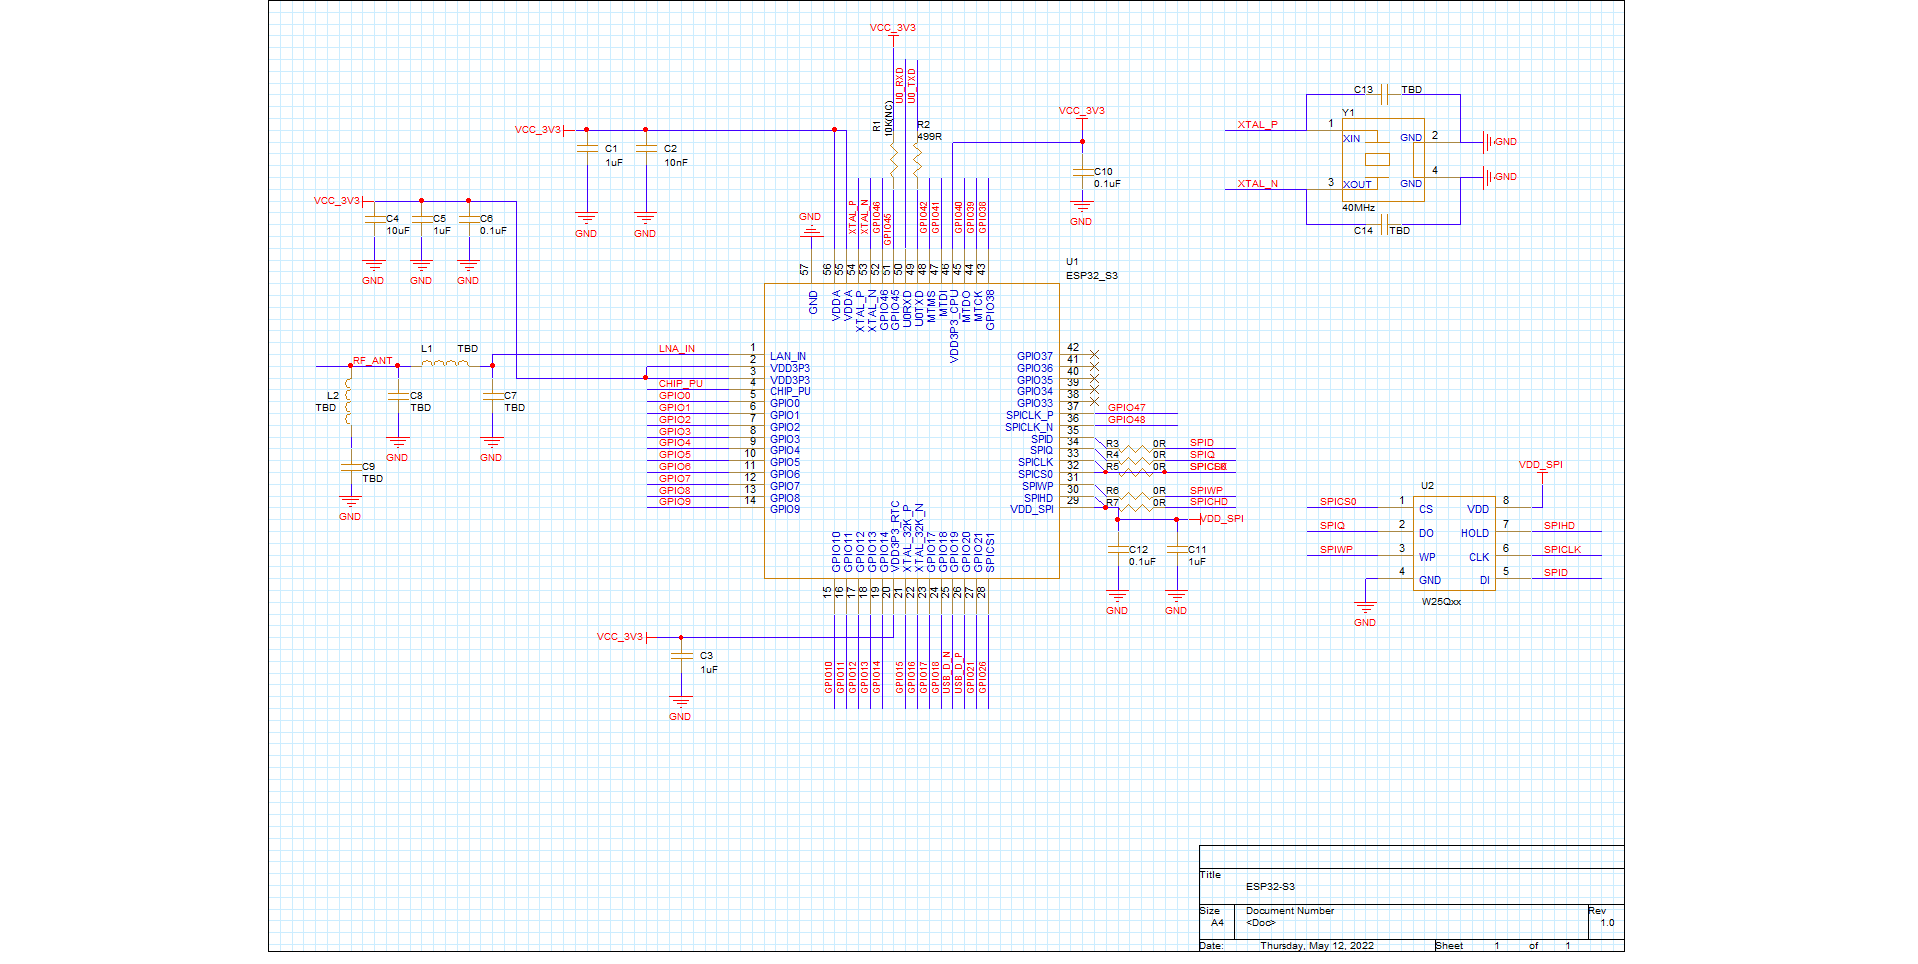 VCC_3V3
U0_RXD
U0_TXD
R1
10K(NC)
R2
499R
VCC_3V3
C1
1uF
C2
10nF
GND
GND
VCC_3V3
C4
10uF
C5
1uF
C6
0.1uF
GND
GND
GND
GND
XTAL_P
XTAL_N
GPIO46
GPIO45
GPIO42
GPIO41
GPIO40
GPIO39
GPIO38
VCC_3V3
C10
0.1uF
GND
C13 TBD
Y1
XTAL_P 1 XIN GND 2 GND
XTAL_N 3 XOUT GND 4 GND
40MHz
C14 TBD
U1
ESP32_S3
57 56 55 54 53 52 51 50 49 48 47 46 45 44 43
GND
VDDA
VDDA
XTAL_P
XTAL_N
GPIO46
GPIO45
U0RXD
U0TXD
MTMS
MTDI
VDD3P3_CPU
MTDO
MTCK
GPIO38
RF_ANT
L1 TBD
L2
TBD
C8
TBD
C7
TBD
GND
GND
C9
TBD
GND
LNA_IN 1 LAN_IN
2 VDD3P3
3 VDD3P3
CHIP_PU 4 CHIP_PU
GPIO0 5 GPIO0
GPIO1 6 GPIO1
GPIO2 7 GPIO2
GPIO3 8 GPIO3
GPIO4 9 GPIO4
GPIO5 10 GPIO5
GPIO6 11 GPIO6
GPIO7 12 GPIO7
GPIO8 13 GPIO8
GPIO9 14 GPIO9
GPIO37 42
GPIO36 41
GPIO35 40
GPIO34 39
GPIO33 38
SPICLK_P 37 GPIO47
SPICLK_N 36 GPIO48
SPID 35
SPIQ 34 R3 0R SPID
SPICLK 33 R4 0R SPIQ
SPICS0 32 R5 0R
SPIWP 31
SPIHD 30 R6 0R SPIWP
VDD_SPI 29 R7 0R SPICHD
VDD_SPI
C12
0.1uF
C11
1uF
GND
GND
GPIO10
GPIO11
GPIO12
GPIO13
GPIO14
VDD3P3_RTC
XTAL_32K_P
XTAL_32K_N
GPIO17
GPIO18
GPIO19
GPIO20
GPIO21
SPICS1
15 16 17 18 19 20 21 22 23 24 25 26 27 28
VCC_3V3
C3
1uF
GND
GPIO10
GPIO11
GPIO12
GPIO13
GPIO14
GPIO15
GPIO16
GPIO17
GPIO18
USB_D_N
USB_D_P
GPIO21
GPIO26
VDD_SPI
U2
SPICS0 1 CS VDD 8
SPIQ 2 DO HOLD 7 SPIHD
SPIWP 3 WP CLK 6 SPICLK
4 GND DI 5 SPID
W25Qxx
GND
Title
ESP32-S3
Size Document Number Rev
A4 <Doc> 1.0
Date: Thursday, May 12, 2022 Sheet 1 of 1